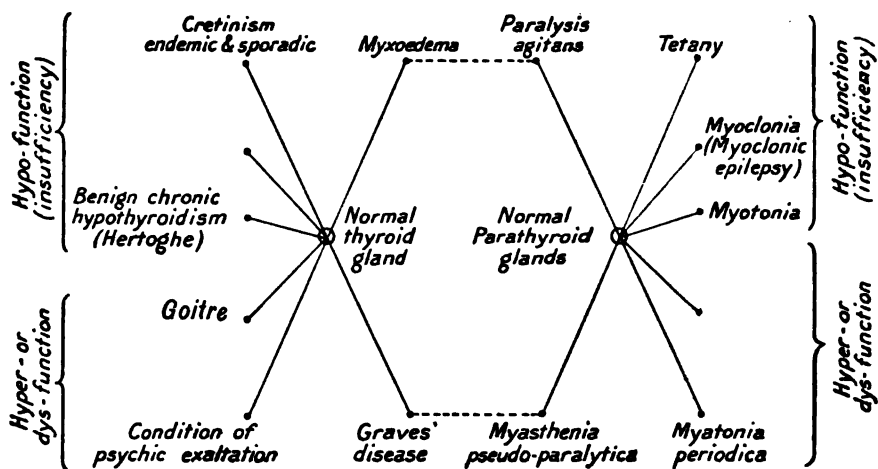 Cretinism
endemic & sporadic
Myxoedema
Paralysis
agitans
Tetany
Hypo-function
(insufficiency)
Myoclonia
(Myoclonic
epilepsy)
Hypo-function
(insufficiency)
Benign chronic
hypothyroidism
(Hertoghe)
Normal
thyroid
gland
Normal
Parathyroid
glands
Myotonia
Goitre
Hyper-or
dys-function
Hyper-or
dys-function
Condition of
psychic exaltation
Graves'
disease
Myasthenia
pseudo-paralytica
Myatonia
periodica